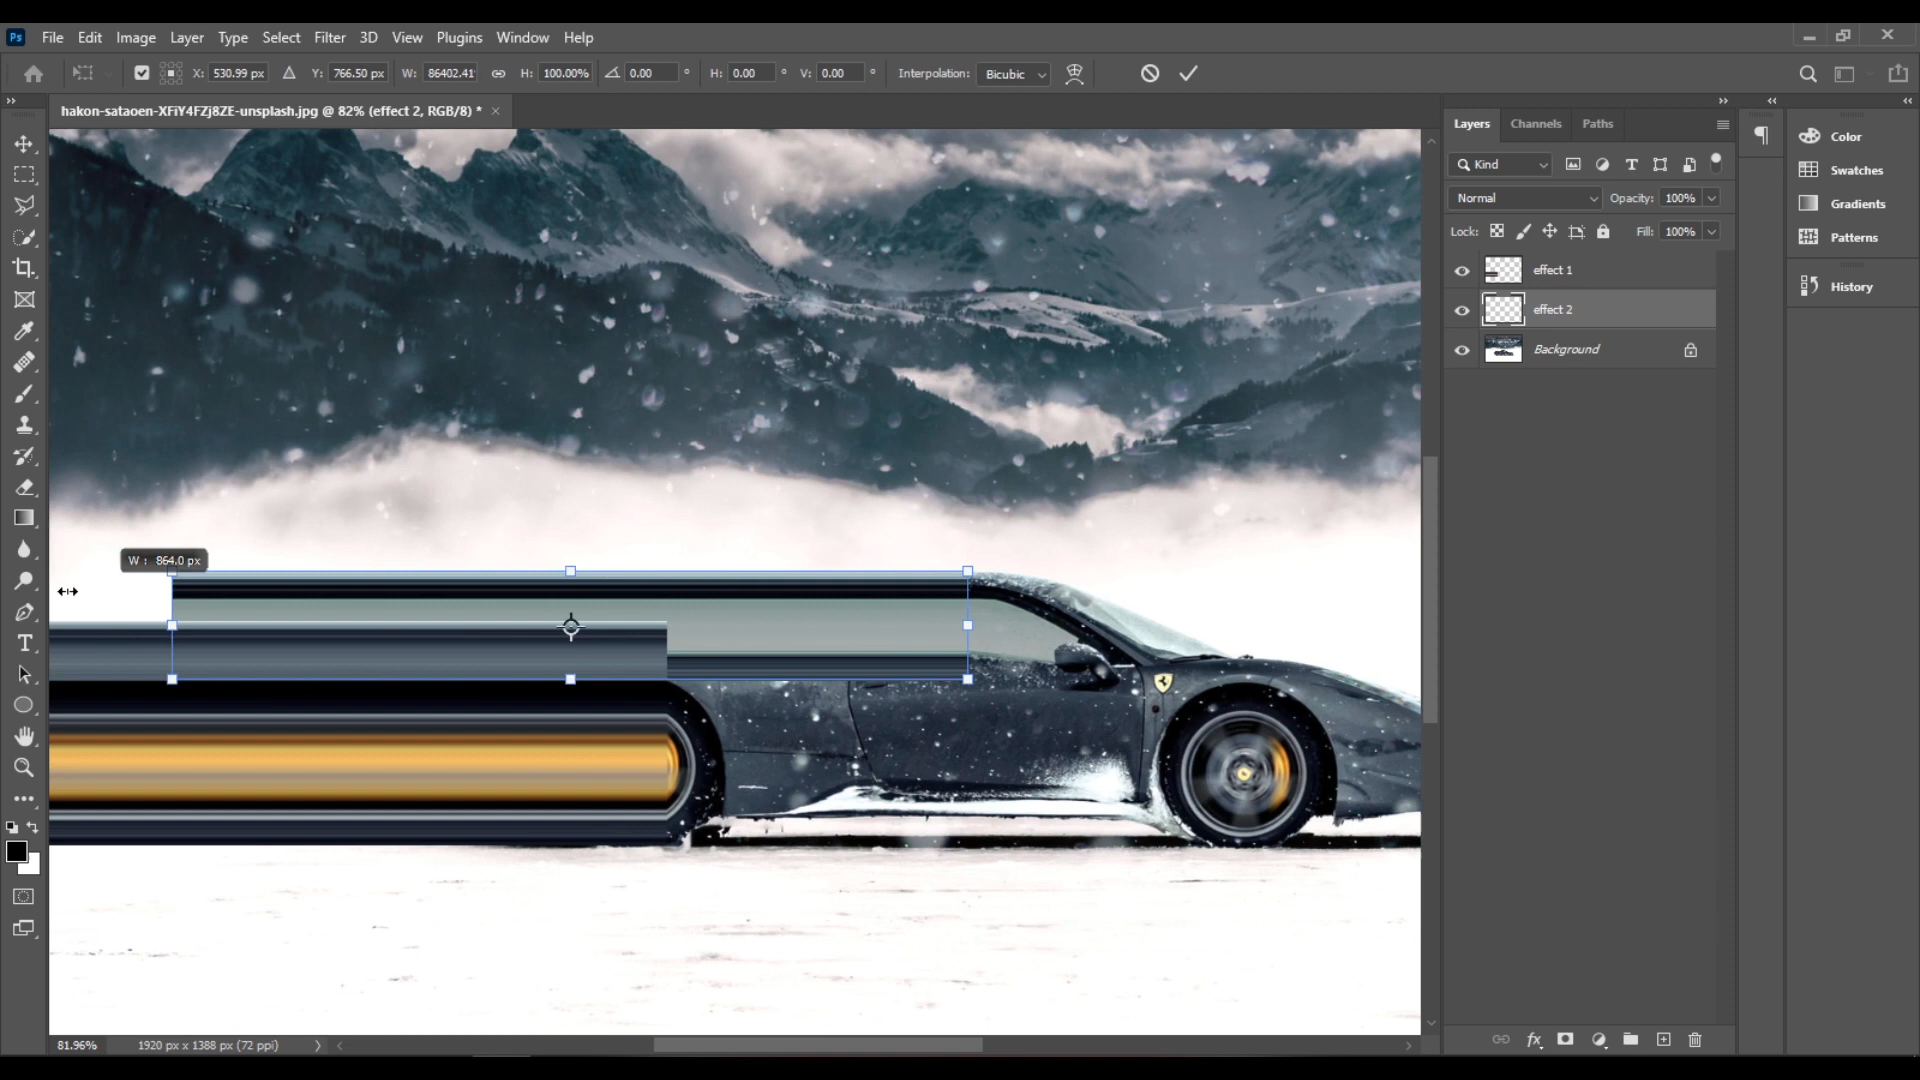 Ps File Edit Image Layer Type Select Filter 3D View Plugins Window Help
X: 530.99 px Y: 766.50 px W: 86402.41 H: 100.00% 0.00 ° H: 0.00 ° V: 0.00 ° Interpolation: Bicubic
hakon-sataoen-XFiY4FZj8ZE-unsplash.jpg @ 82% (effect 2, RGB/8) *
Layers Channels Paths
Color
Kind
Swatches
Normal Opacity: 100%
Gradients
Lock: Fill: 100%
Patterns
effect 1
History
effect 2
Background
W : 864.0 px
81.96% 1920 px x 1388 px (72 ppi)